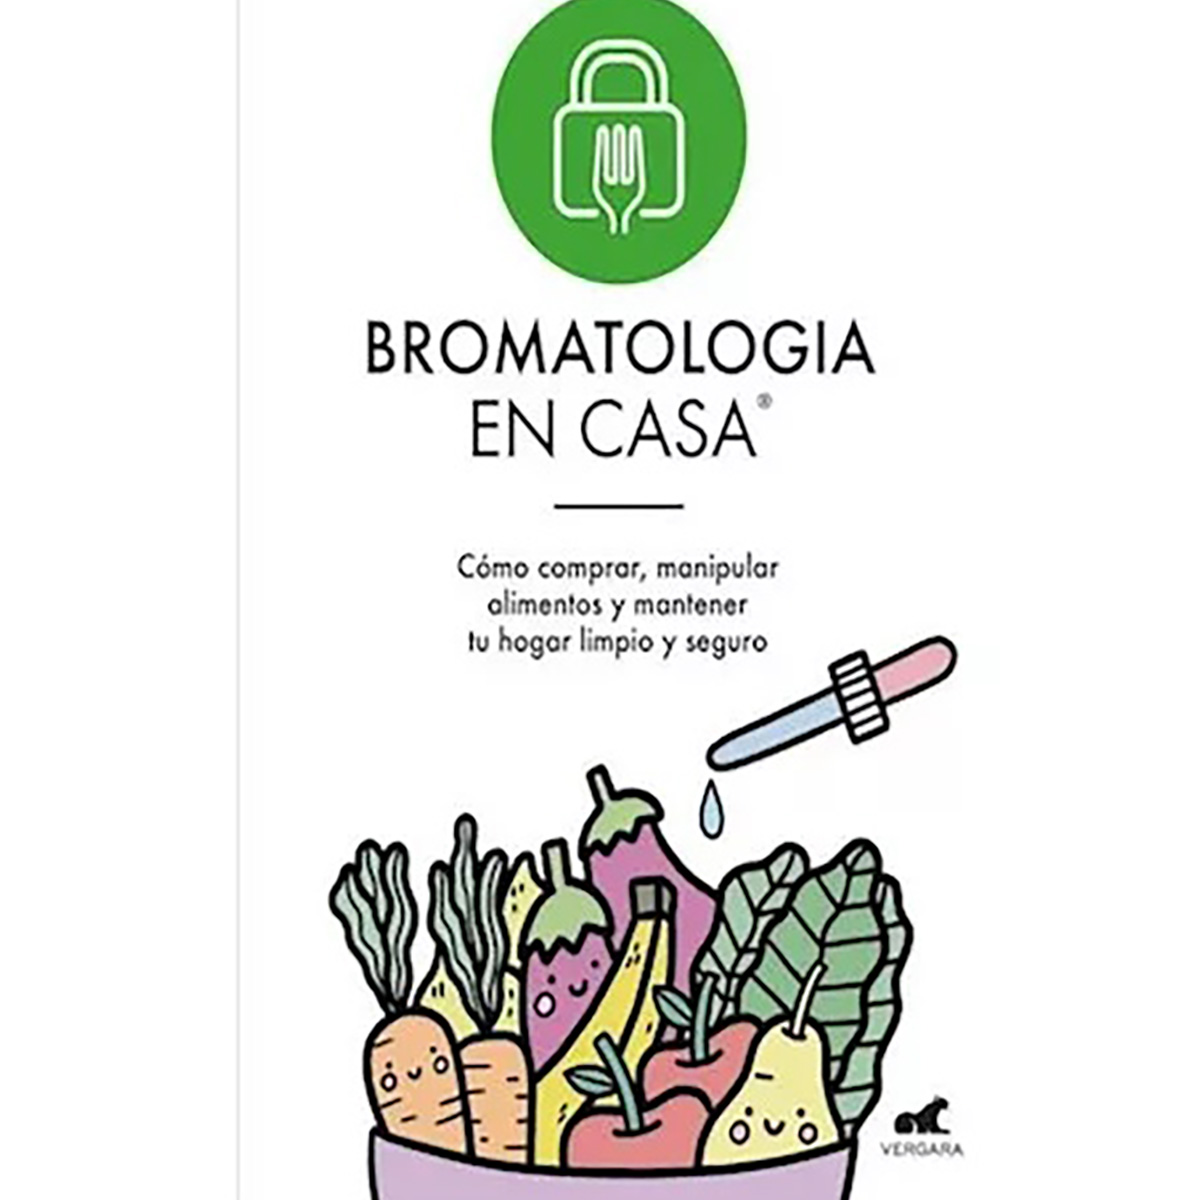 BROMATOLOGIA
EN CASA®
Cómo comprar, manipular
alimentos y mantener
tu hogar limpio y seguro
VERGARA